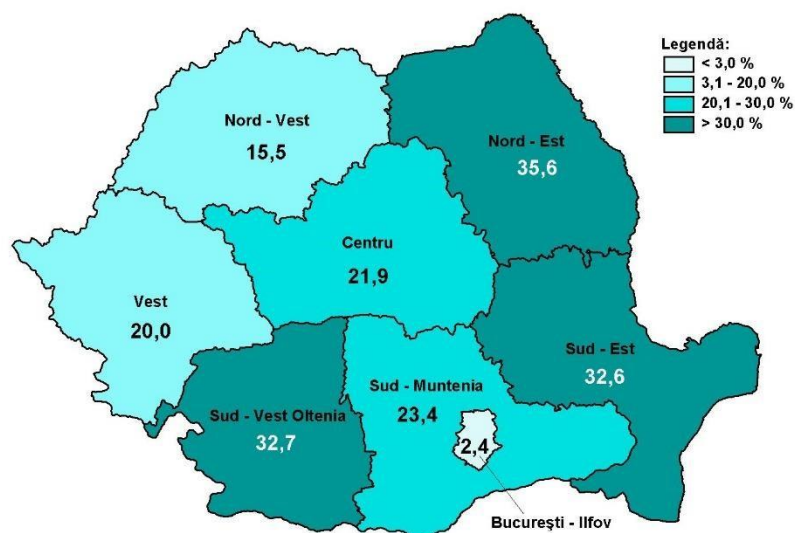 Legendă:
< 3,0 %
3,1 - 20,0 %
20,1 - 30,0 %
> 30,0 %
Nord - Vest
15,5
Nord - Est
35,6
Centru
21,9
Vest
20,0
Sud - Est
32,6
Sud - Muntenia
23,4
Sud - Vest Oltenia
32,7
2,4
Bucureşti - Ilfov